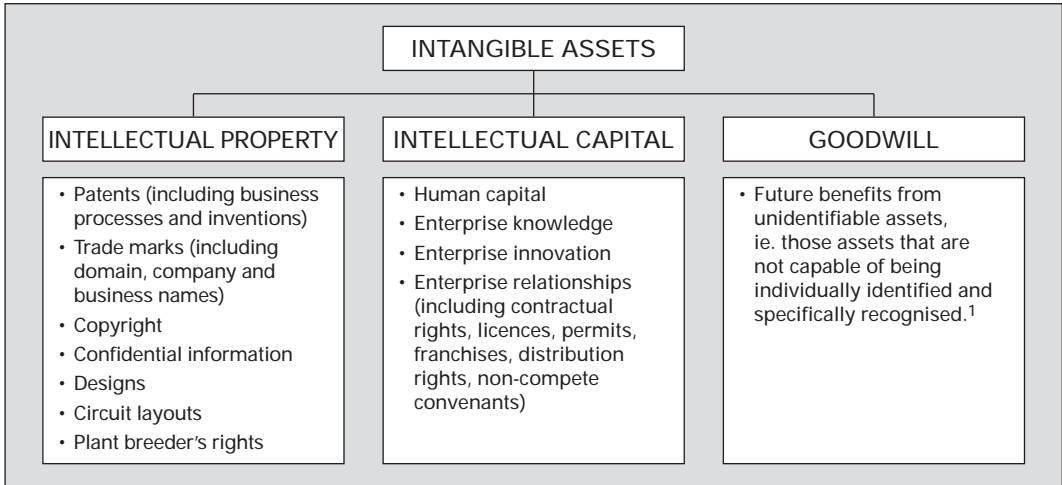 INTANGIBLE ASSETS
INTELLECTUAL PROPERTY
• Patents (including business
processes and inventions)
• Trade marks (including
domain, company and
business names)
• Copyright
• Confidential information
• Designs
• Circuit layouts
• Plant breeder's rights
INTELLECTUAL CAPITAL
• Human capital
• Enterprise knowledge
• Enterprise innovation
• Enterprise relationships
(including contractual
rights, licences, permits,
franchises, distribution
rights, non-compete
convenants)
GOODWILL
• Future benefits from
unidentifiable assets,
ie. those assets that are
not capable of being
individually identified and
specifically recognised.1